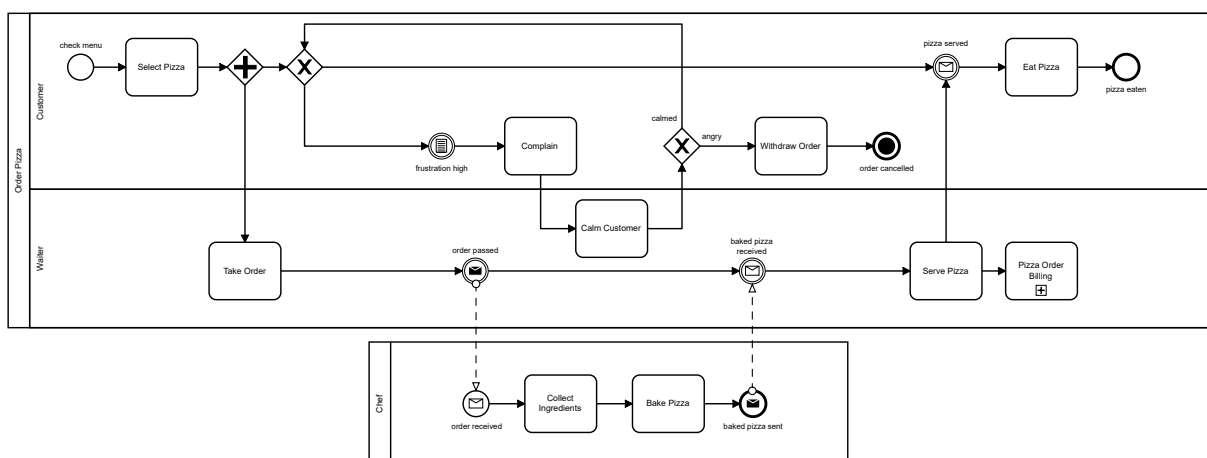 Order Pizza
Customer
check menu
Select Pizza
frustration high
Complain
calmed
angry
Withdraw Order
order cancelled
pizza served
Eat Pizza
pizza eaten
Waiter
Take Order
order passed
Calm Customer
baked pizza
received
Serve Pizza
Pizza Order
Billing
Chef
order received
Collect
Ingredients
Bake Pizza
baked pizza sent